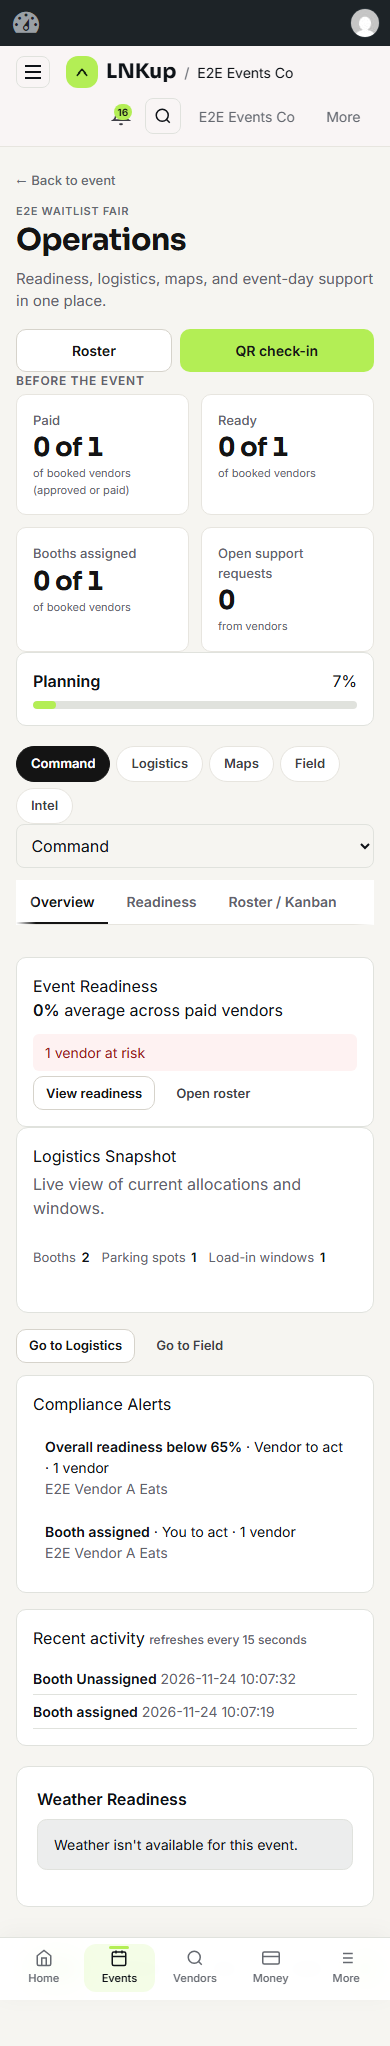 LNKup / E2E Events Co
16
E2E Events Co More
← Back to event
E2E WAITLIST FAIR
Operations
Readiness, logistics, maps, and event-day support
in one place.
Roster QR check-in
BEFORE THE EVENT
Paid
0 of 1
of booked vendors
(approved or paid)
Ready
0 of 1
of booked vendors
Booths assigned
0 of 1
of booked vendors
Open support
requests
0
from vendors
Planning 7%
Command Logistics Maps Field
Intel
Command
Overview Readiness Roster / Kanban
Event Readiness
0% average across paid vendors
1 vendor at risk
View readiness Open roster
Logistics Snapshot
Live view of current allocations and
windows.
Booths 2 Parking spots 1 Load-in windows 1
Go to Logistics Go to Field
Compliance Alerts
Overall readiness below 65% · Vendor to act
· 1 vendor
E2E Vendor A Eats
Booth assigned · You to act · 1 vendor
E2E Vendor A Eats
Recent activity refreshes every 15 seconds
Booth Unassigned 2026-11-24 10:07:32
Booth assigned 2026-11-24 10:07:19
Weather Readiness
Weather isn't available for this event.
Home Events Vendors Money More